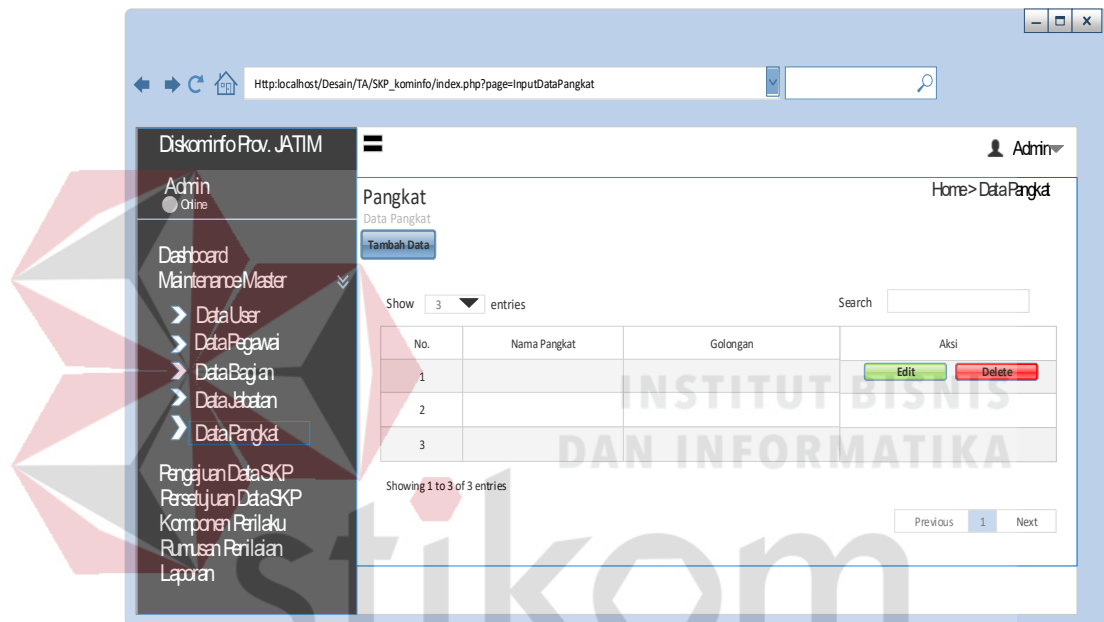 Http:localhost/Desain/TA/SKP_kominfo/index.php?page=InputDataPangkat
Diskominfo Prov. JATIM
Admin
Admin
Online
Home > Data Pangkat
Pangkat
Data Pangkat
Tambah Data
Dashboard
Maintenance Master
Data User
Data Pegawai
Data Bagian
Data Jabatan
Data Pangkat
Pengajuan Data SKP
Persetujuan Data SKP
Komponen Perilaku
Rumusan Penilaian
Laporan
Show 3 entries
Search
No. Nama Pangkat Golongan Aksi
1 Edit Delete
2
3
Showing 1 to 3 of 3 entries
Previous 1 Next
INSTITUT BISNIS
DAN INFORMATIKA
stikom